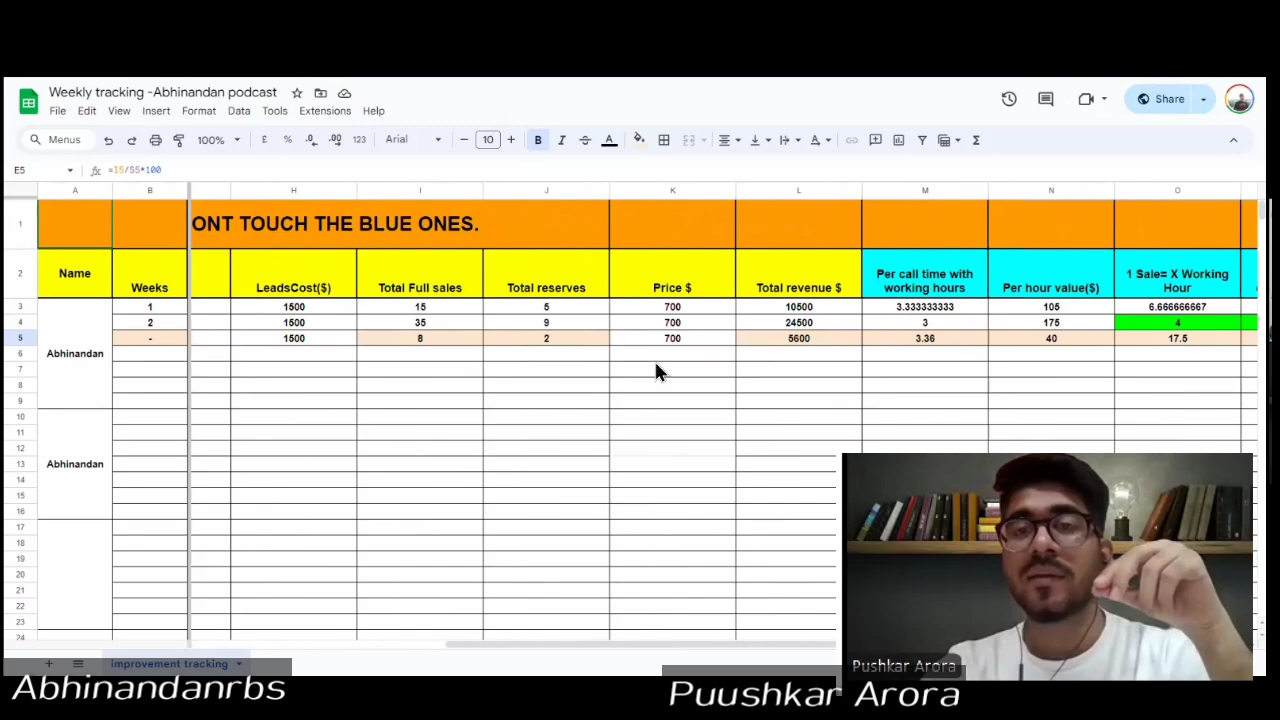 Weekly tracking -Abhinandan podcast
File Edit View Insert Format Data Tools Extensions Help
Share
Menus 100% £ % .0 .00 123 Arial 10 B I A
E5 fx =I5/S5*100
A B H I J K L M N O
1 ONT TOUCH THE BLUE ONES.
2 Name Weeks LeadsCost($) Total Full sales Total reserves Price $ Total revenue $ Per call time with working hours Per hour value($) 1 Sale= X Working Hour
3 1 1500 15 5 700 10500 3.333333333 105 6.666666667
4 2 1500 35 9 700 24500 3 175 4
5 - 1500 8 2 700 5600 3.36 40 17.5
6 Abhinandan
7
8
9
10
11
12
13 Abhinandan
14
15
16
17
18
19
20
21
22
23
24
improvement tracking
Pushkar Arora
Abhinandanrbs
Puushkar Arora